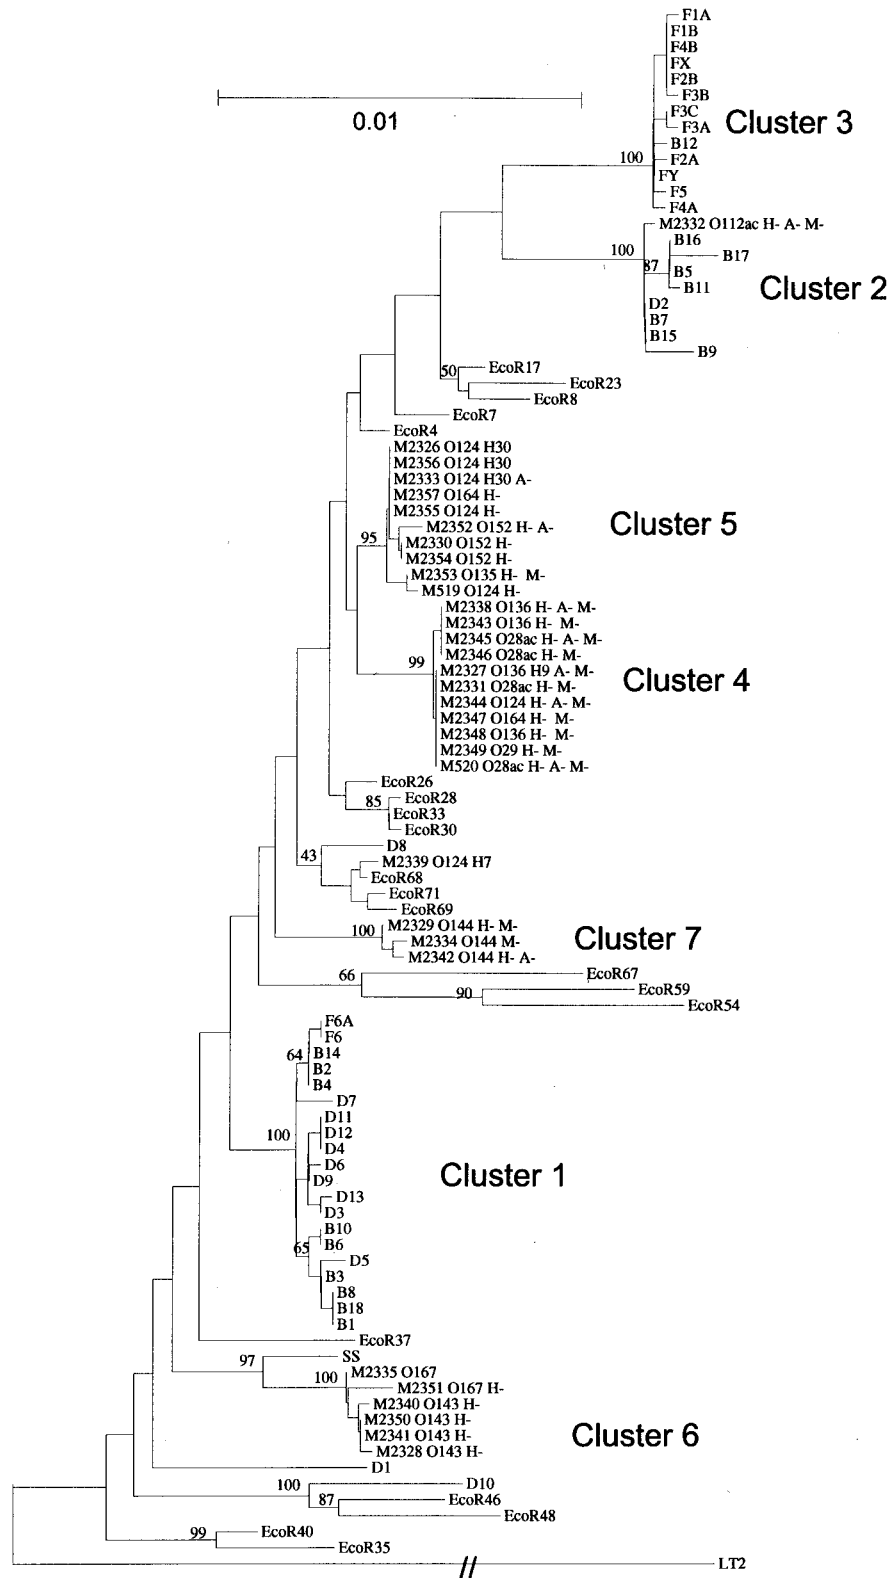 F1A
F1B
F4B
FX
F2B
F3B
0.01
F3C
Cluster 3
F3A
B12
100
F2A
FY
F5
F4A
M2332 O112ac H- A- M-
B16
100
B17
87
B5
B11
Cluster 2
D2
B7
B15
B9
EcoR17
50
EcoR23
EcoR8
EcoR7
EcoR4
M2326 O124 H30
M2356 O124 H30
M2333 O124 H30 A-
M2357 O164 H-
M2355 O124 H-
Cluster 5
M2352 O152 H- A-
95
M2330 O152 H-
M2354 O152 H-
M2353 O135 H- M-
M519 O124 H-
M2338 O136 H- A- M-
M2343 O136 H- M-
M2345 O28ac H- A- M-
M2346 O28ac H- M-
99
M2327 O136 H9 A- M-
Cluster 4
M2331 O28ac H- M-
M2344 O124 H- A- M-
M2347 O164 H- M-
M2348 O136 H- M-
M2349 O29 H- M-
M520 O28ac H- A- M-
EcoR26
85
EcoR28
EcoR33
EcoR30
D8
43
M2339 O124 H7
EcoR68
EcoR71
EcoR69
M2329 O144 H- M-
100
M2334 O144 M-
Cluster 7
M2342 O144 H- A-
66
EcoR67
90
EcoR59
EcoR54
F6A
F6
64
B14
B2
B4
D7
D11
100
D12
D4
D6
Cluster 1
D9
D13
D3
B10
65
B6
D5
B3
B8
B18
B1
EcoR37
97
SS
100
M2335 O167
M2351 O167 H-
M2340 O143 H-
M2350 O143 H-
Cluster 6
M2341 O143 H-
M2328 O143 H-
D1
100
D10
87
EcoR46
EcoR48
99
EcoR40
EcoR35
//
LT2